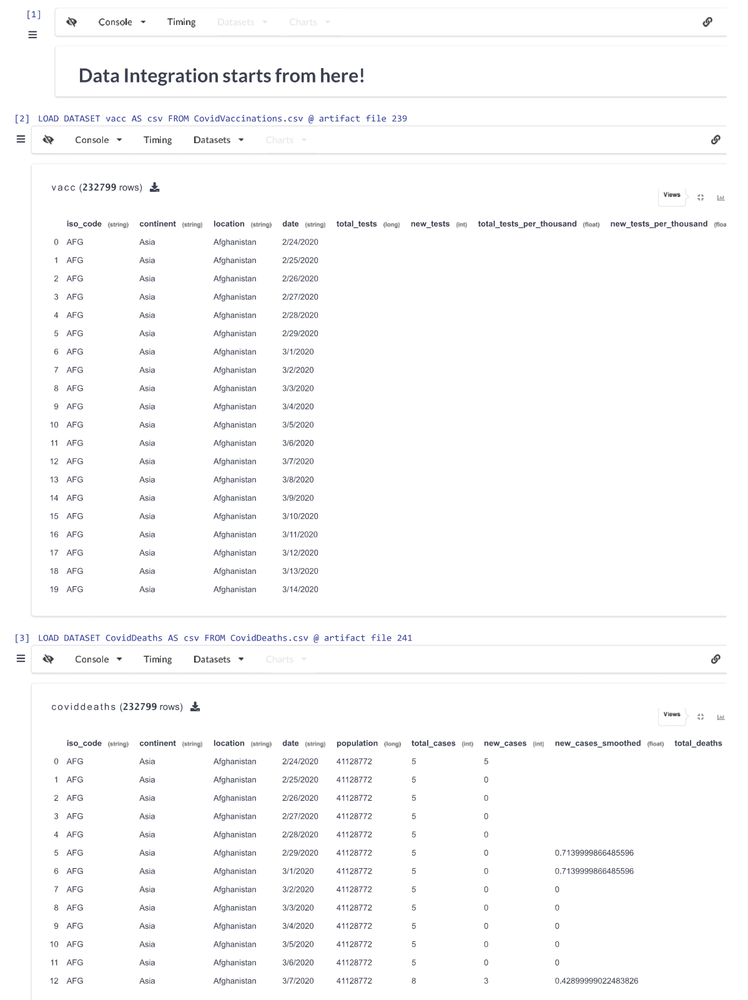 [1]
Console Timing Datasets Charts
Data Integration starts from here!
[2] LOAD DATASET vacc AS csv FROM CovidVaccinations.csv @ artifact file 239
Console Timing Datasets Charts
vacc (232799 rows)
Views
iso_code (string) continent (string) location (string) date (string) total_tests (long) new_tests (int) total_tests_per_thousand (float) new_tests_per_thousand (floa
0 AFG Asia Afghanistan 2/24/2020
1 AFG Asia Afghanistan 2/25/2020
2 AFG Asia Afghanistan 2/26/2020
3 AFG Asia Afghanistan 2/27/2020
4 AFG Asia Afghanistan 2/28/2020
5 AFG Asia Afghanistan 2/29/2020
6 AFG Asia Afghanistan 3/1/2020
7 AFG Asia Afghanistan 3/2/2020
8 AFG Asia Afghanistan 3/3/2020
9 AFG Asia Afghanistan 3/4/2020
10 AFG Asia Afghanistan 3/5/2020
11 AFG Asia Afghanistan 3/6/2020
12 AFG Asia Afghanistan 3/7/2020
13 AFG Asia Afghanistan 3/8/2020
14 AFG Asia Afghanistan 3/9/2020
15 AFG Asia Afghanistan 3/10/2020
16 AFG Asia Afghanistan 3/11/2020
17 AFG Asia Afghanistan 3/12/2020
18 AFG Asia Afghanistan 3/13/2020
19 AFG Asia Afghanistan 3/14/2020
[3] LOAD DATASET CovidDeaths AS csv FROM CovidDeaths.csv @ artifact file 241
Console Timing Datasets Charts
coviddeaths (232799 rows)
Views
iso_code (string) continent (string) location (string) date (string) population (long) total_cases (int) new_cases (int) new_cases_smoothed (float) total_deaths
0 AFG Asia Afghanistan 2/24/2020 41128772 5 5
1 AFG Asia Afghanistan 2/25/2020 41128772 5 0
2 AFG Asia Afghanistan 2/26/2020 41128772 5 0
3 AFG Asia Afghanistan 2/27/2020 41128772 5 0
4 AFG Asia Afghanistan 2/28/2020 41128772 5 0
5 AFG Asia Afghanistan 2/29/2020 41128772 5 0 0.7139999866485596
6 AFG Asia Afghanistan 3/1/2020 41128772 5 0 0.7139999866485596
7 AFG Asia Afghanistan 3/2/2020 41128772 5 0 0
8 AFG Asia Afghanistan 3/3/2020 41128772 5 0 0
9 AFG Asia Afghanistan 3/4/2020 41128772 5 0 0
10 AFG Asia Afghanistan 3/5/2020 41128772 5 0 0
11 AFG Asia Afghanistan 3/6/2020 41128772 5 0 0
12 AFG Asia Afghanistan 3/7/2020 41128772 8 3 0.42899999022483826